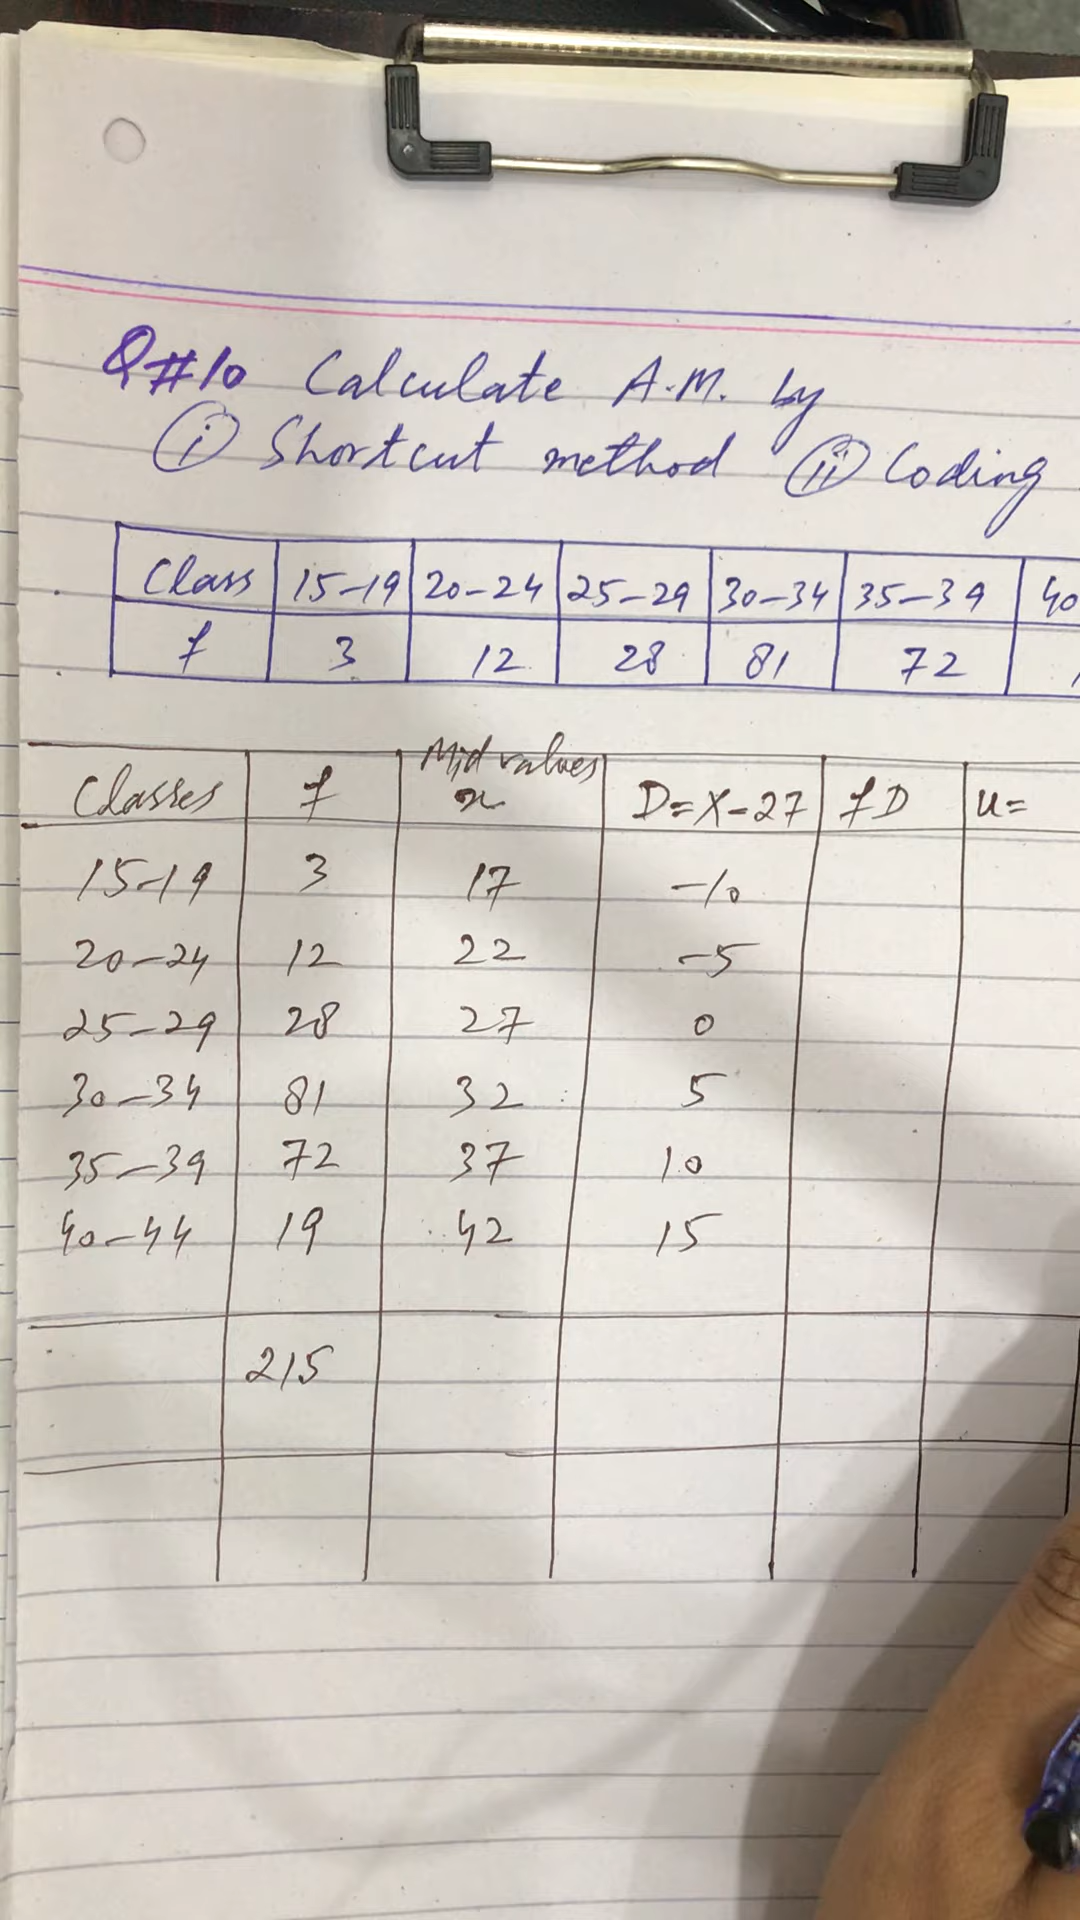 Q#10 Calculate A.M. by
(i) Shortcut method (ii) Coding
Class 15-19 20-24 25-29 30-34 35-39 40
f 3 12 28 81 72
Classes f Mid values x D=X-27 fD u=
15-19 3 17 -10
20-24 12 22 -5
25-29 28 27 0
30-34 81 32 5
35-39 72 37 10
40-44 19 42 15
215